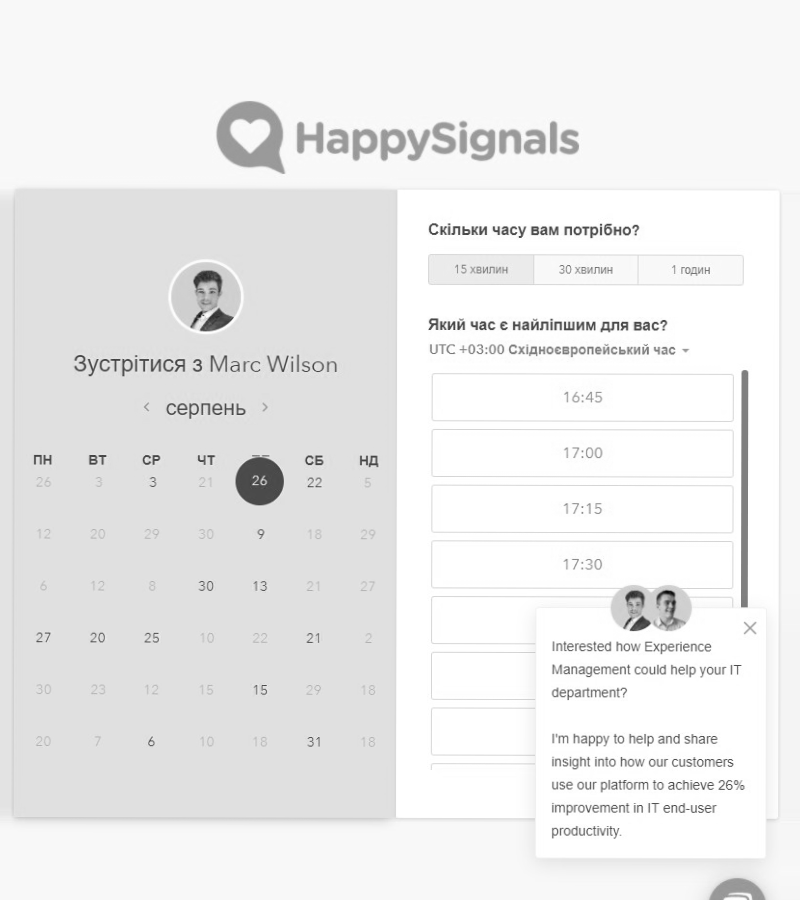 HappySignals
Зустрітися з Marc Wilson
серпень
ПН ВТ СР ЧТ СБ НД
26 3 3 21 26 22 5
12 20 29 30 9 18 29
6 12 8 30 13 21 27
27 20 25 10 22 21 2
30 23 12 15 15 29 18
20 7 6 10 18 31 18
Скільки часу вам потрібно?
15 хвилин 30 хвилин 1 годин
Який час є найліпшим для вас?
UTC +03:00 Східноєвропейський час
16:45
17:00
17:15
17:30
Interested how Experience
Management could help your IT
department?
I'm happy to help and share
insight into how our customers
use our platform to achieve 26%
improvement in IT end-user
productivity.